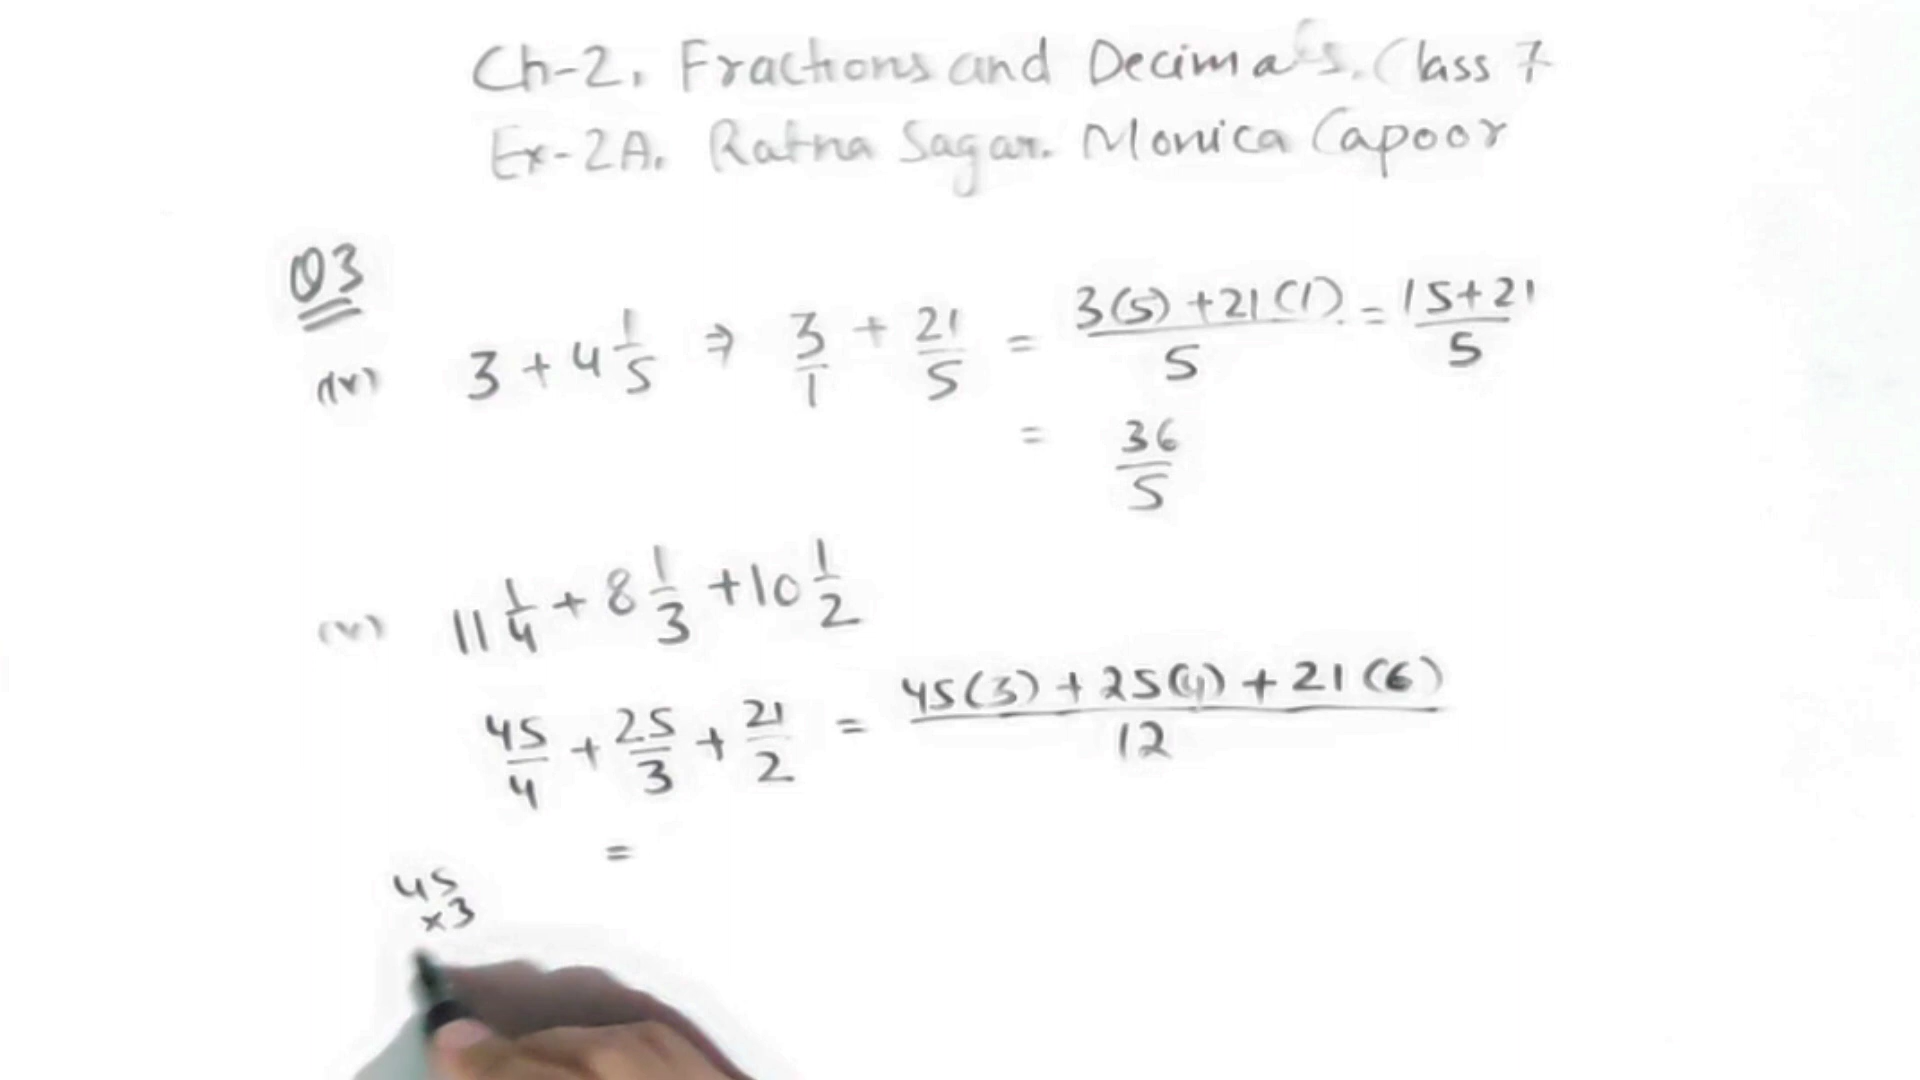 Ch-2. Fractions and Decimals. Class 7
Ex-2A. Ratna Sagar. Monica Capoor
Q3
(iv) 3 + 4 1/5 ⇒ 3/1 + 21/5 = 3(5) + 21(1)/5 = 15+21/5
= 36/5
(v) 11 1/4 + 8 1/3 + 10 1/2
45/4 + 25/3 + 21/2 = 45(3) + 25(4) + 21(6)/12
=
45
×3